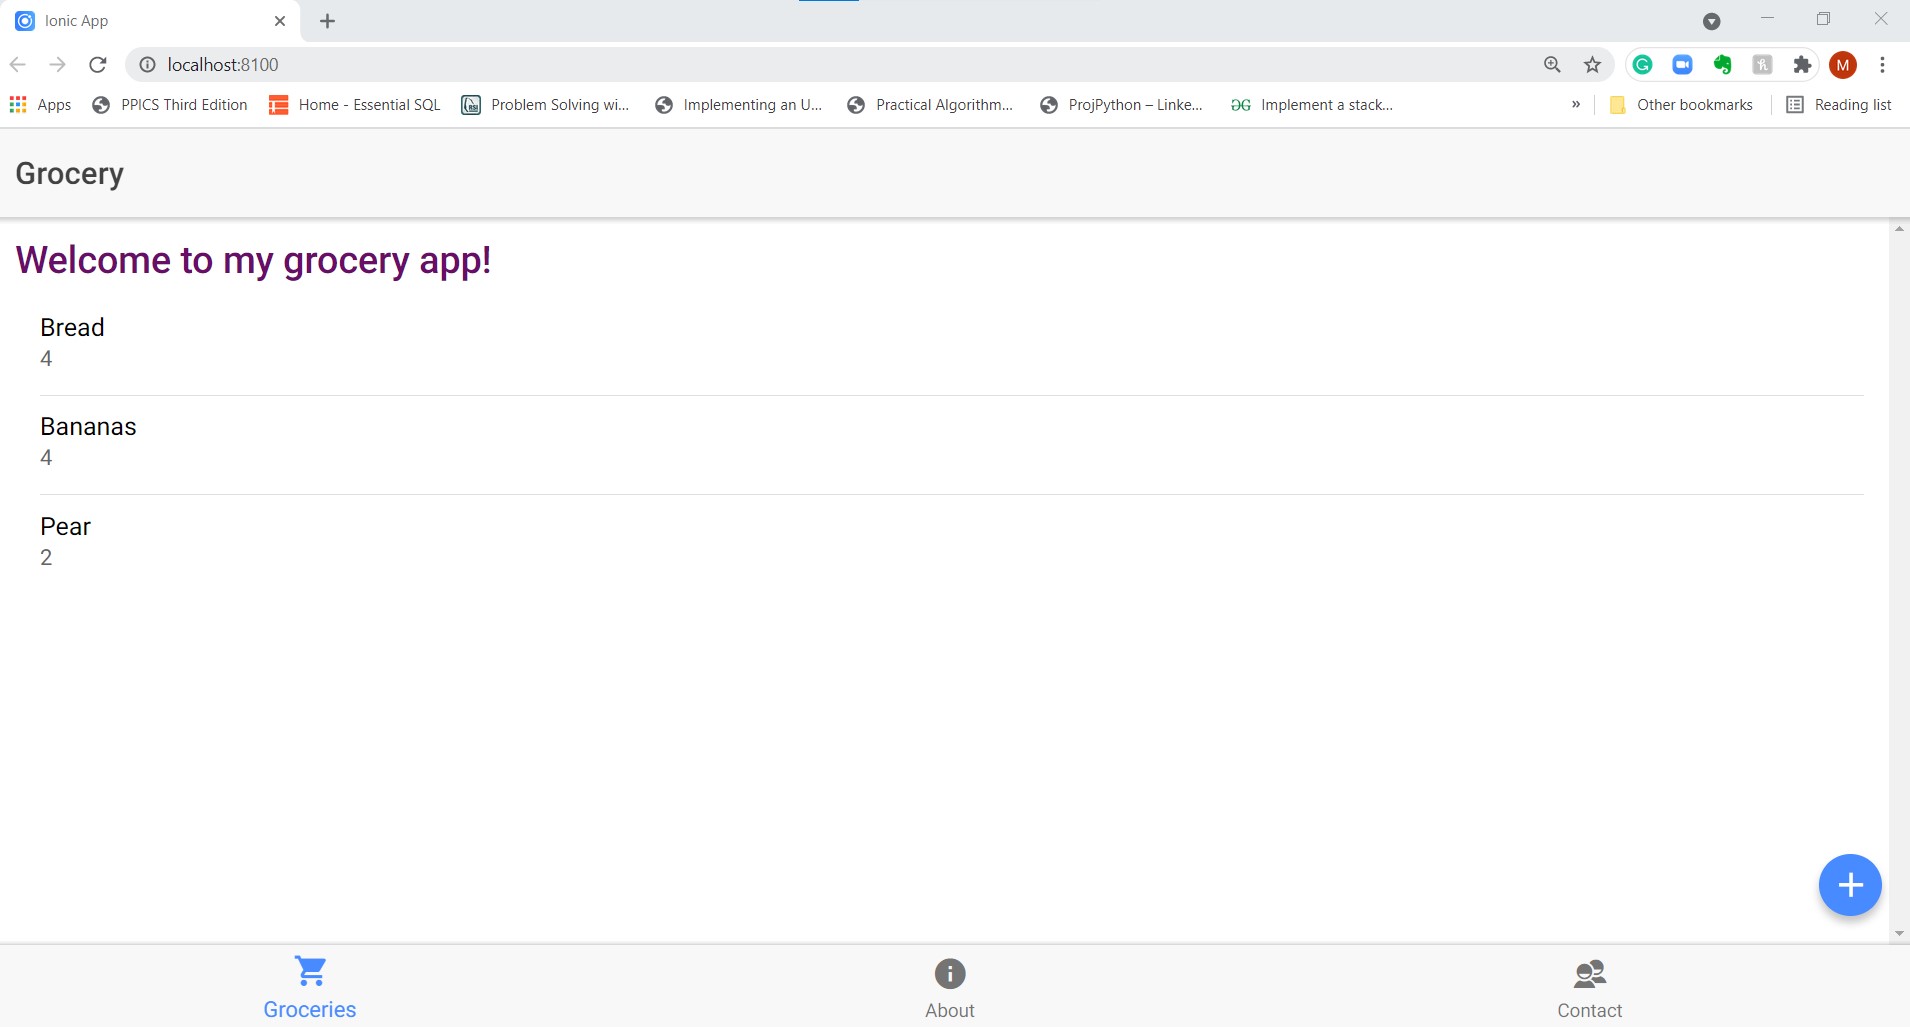 Ionic App
localhost:8100
Apps PPICS Third Edition Home - Essential SQL Problem Solving wi... Implementing an U... Practical Algorithm... ProjPython – Linke... Implement a stack... » Other bookmarks Reading list
M
Grocery
Welcome to my grocery app!
Bread
4
Bananas
4
Pear
2
Groceries About Contact